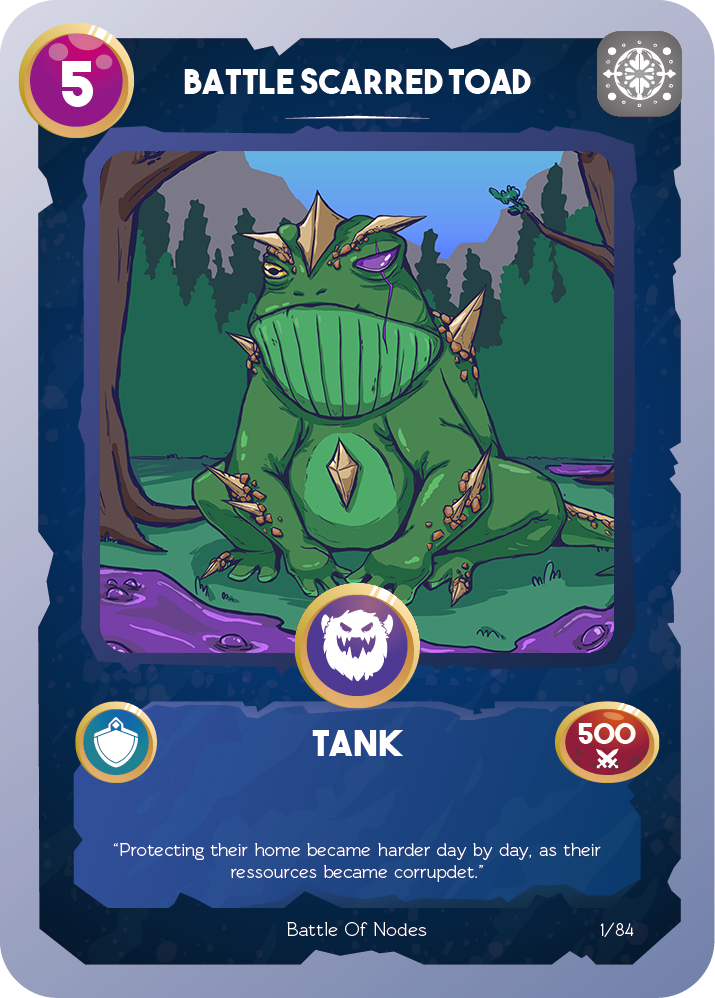 5
BATTLE SCARRED TOAD
TANK
500
“Protecting their home became harder day by day, as their
ressources became corrupdet.”
Battle Of Nodes
1/84